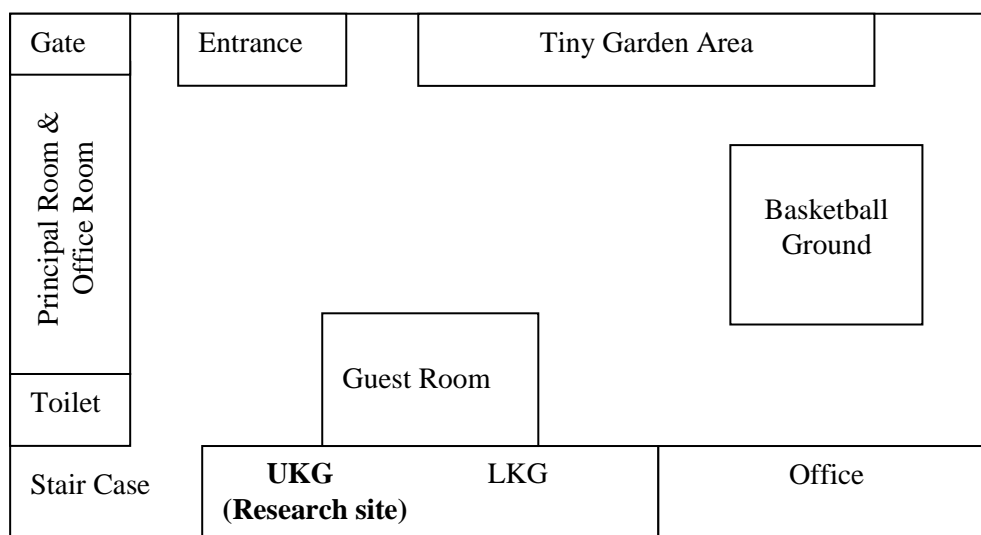 Gate
Entrance
Tiny Garden Area
Principal Room &
Office Room
Basketball
Ground
Guest Room
Toilet
Stair Case
UKG
(Research site)
LKG
Office